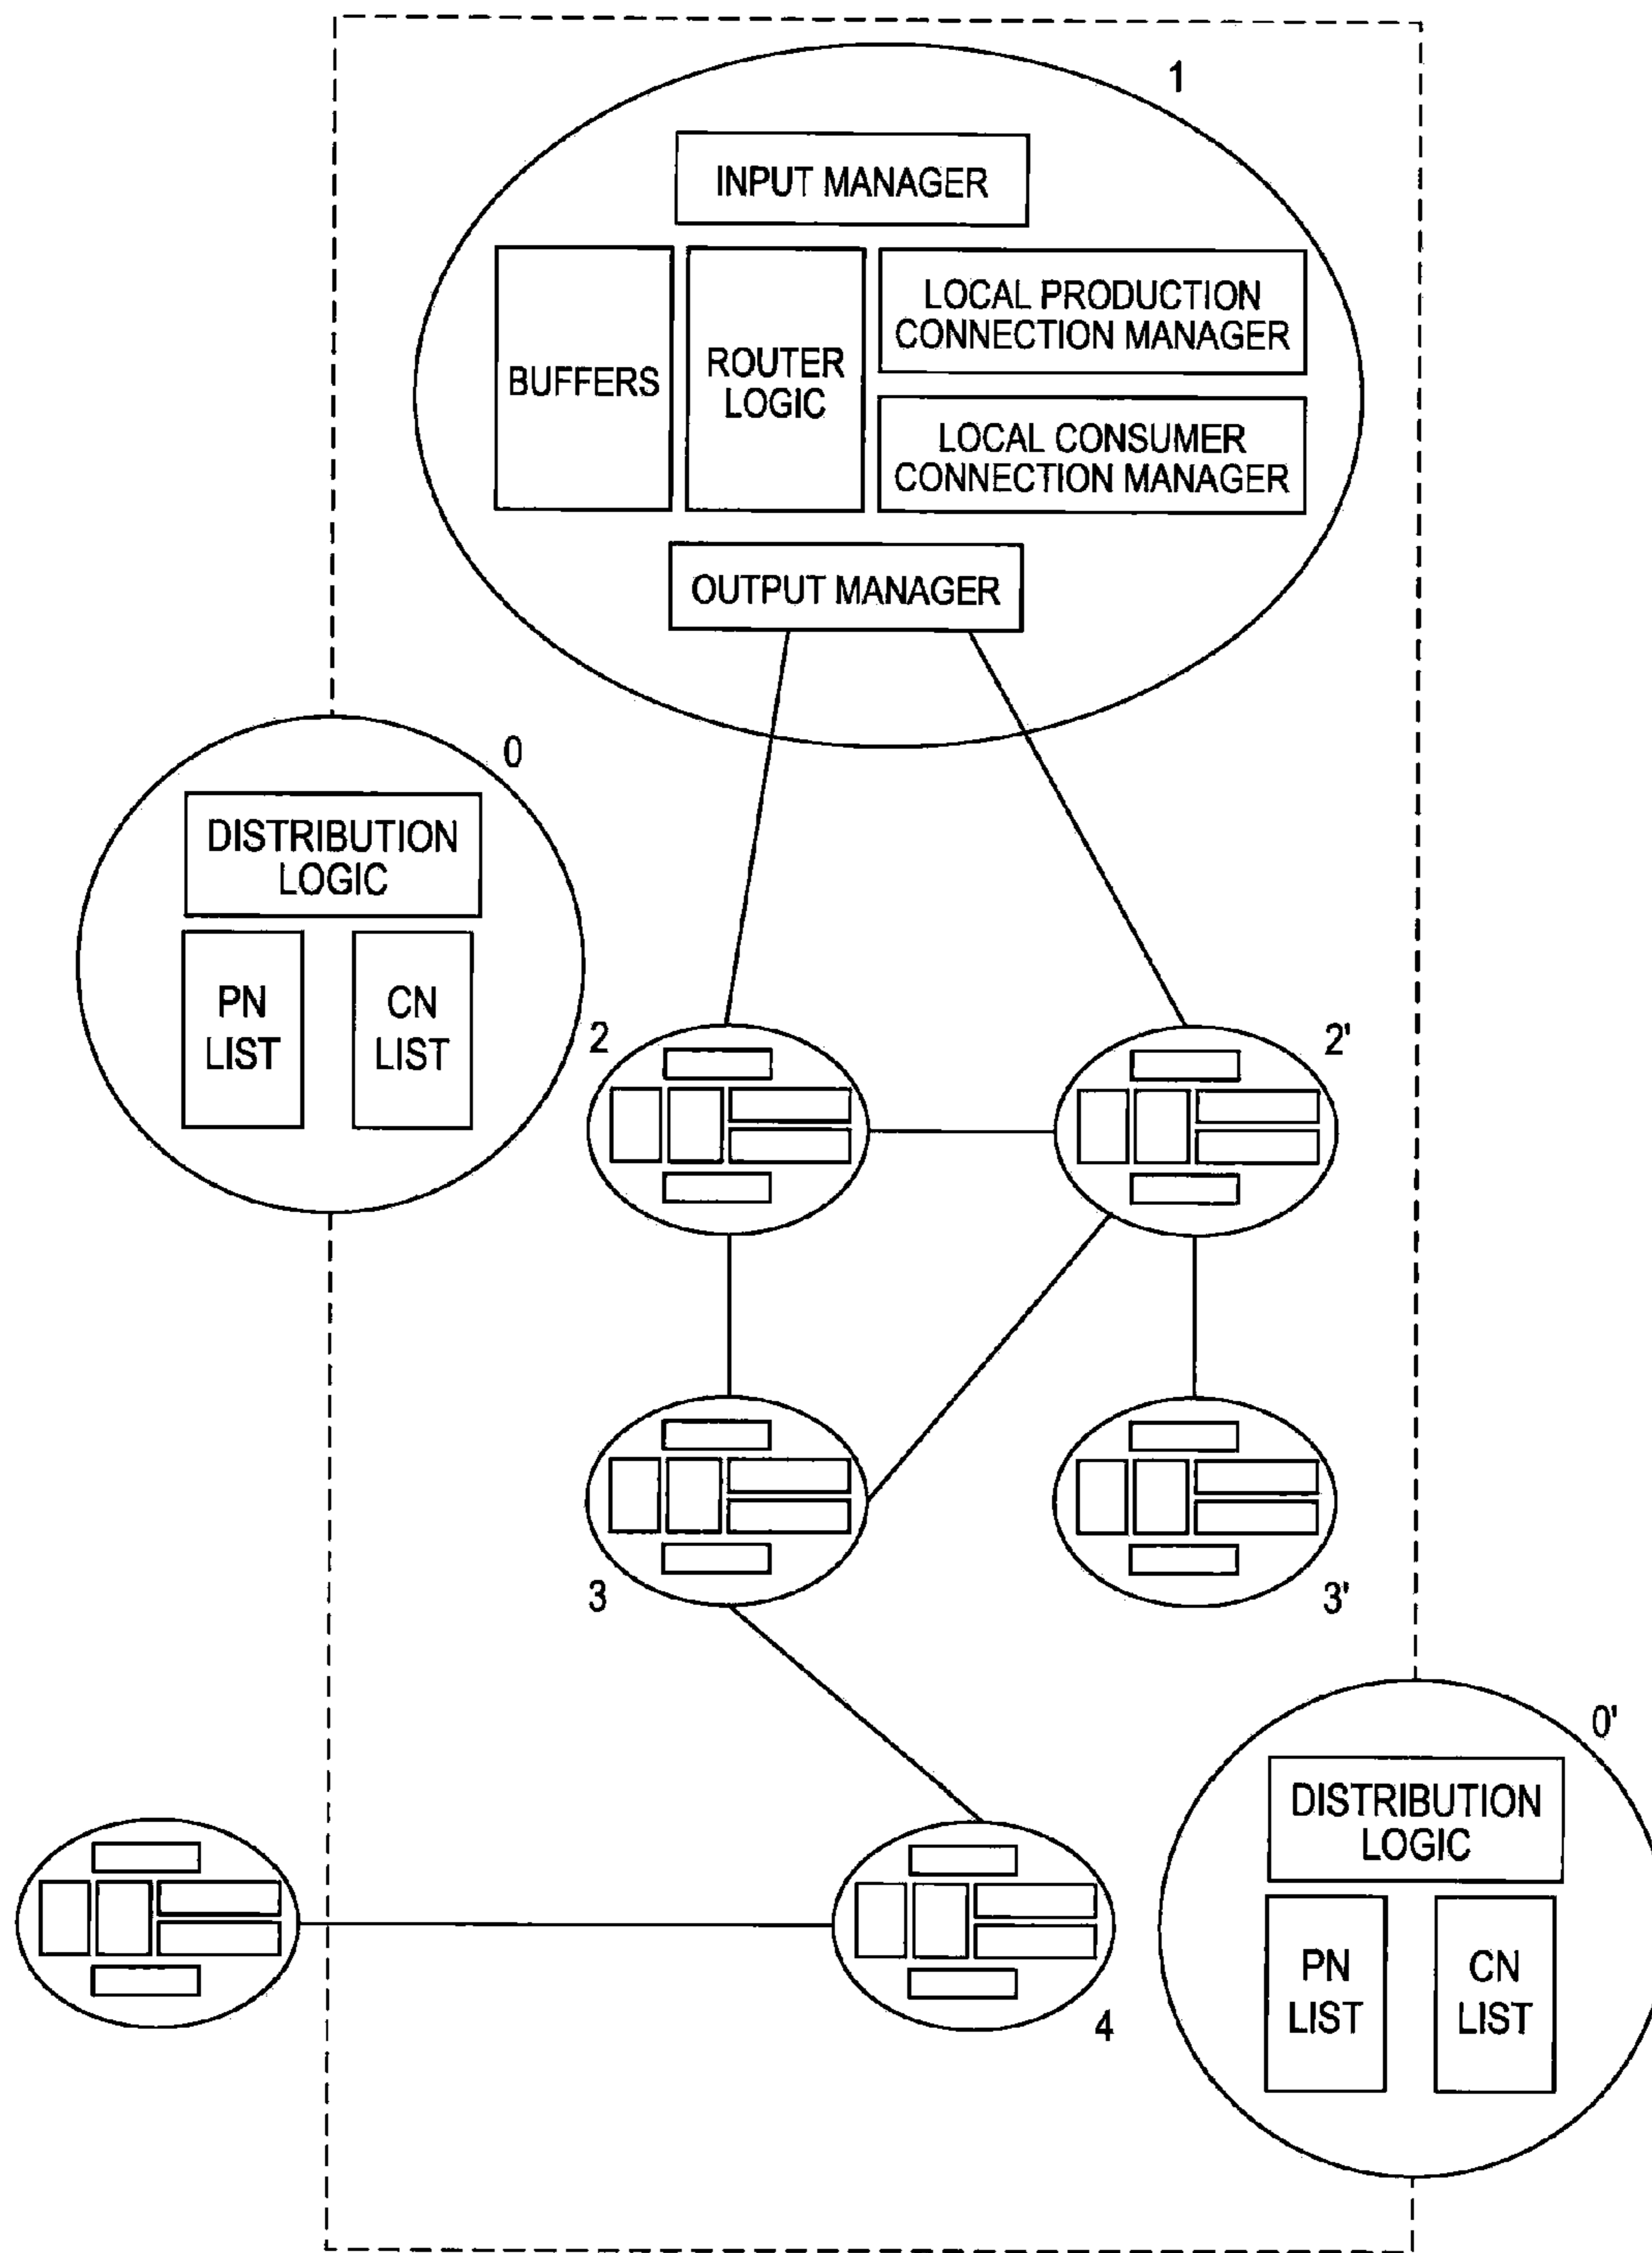 1
INPUT MANAGER
BUFFERS
ROUTER
LOGIC
LOCAL PRODUCTION
CONNECTION MANAGER
LOCAL CONSUMER
CONNECTION MANAGER
OUTPUT MANAGER
0
DISTRIBUTION
LOGIC
PN
LIST
CN
LIST
2
2'
3
3'
0'
DISTRIBUTION
LOGIC
PN
LIST
CN
LIST
4